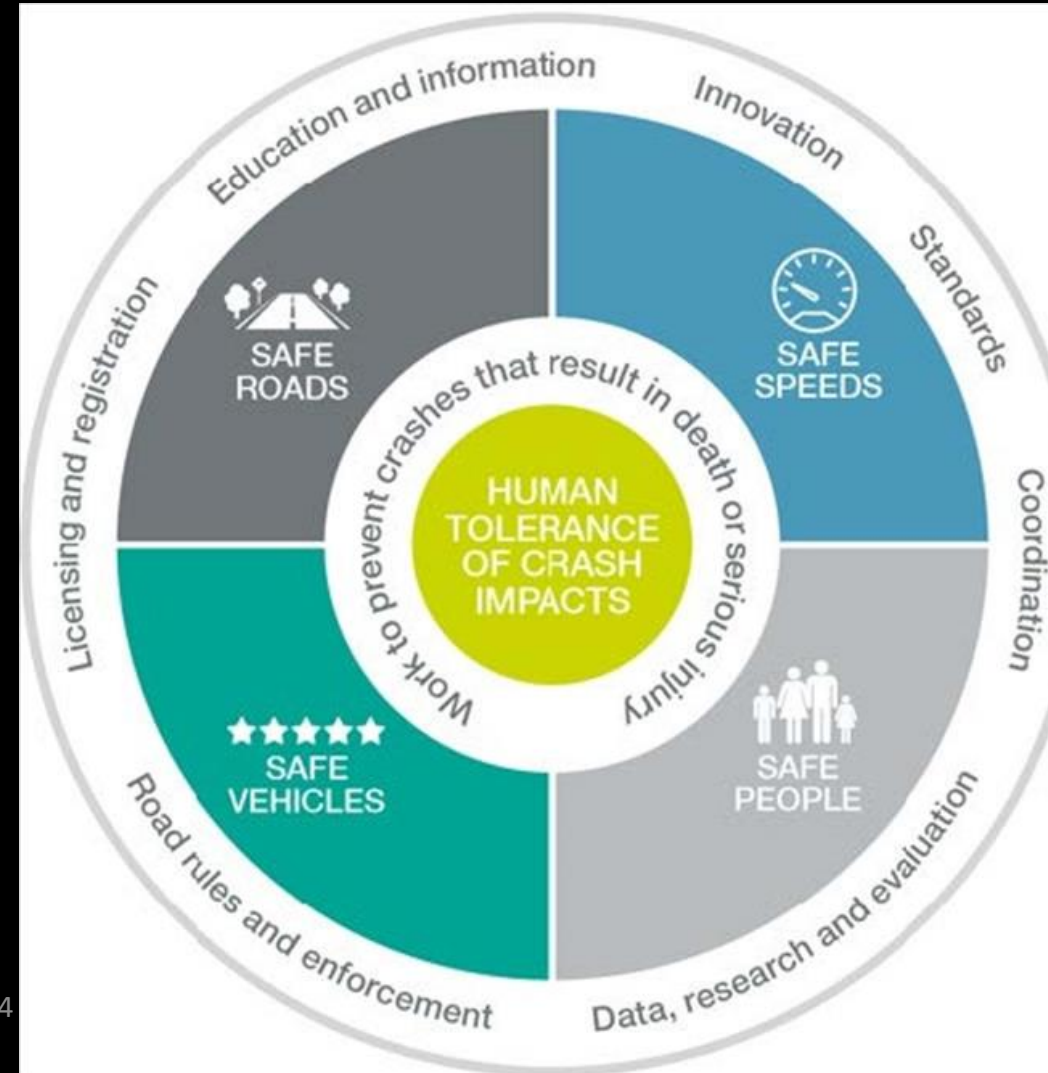 Education and information
Innovation
Standards
Coordination
Data, research and evaluation
Road rules and enforcement
Licensing and registration
SAFE
ROADS
SAFE
SPEEDS
SAFE
PEOPLE
SAFE
VEHICLES
Work to prevent crashes that result in death or serious injury
HUMAN
TOLERANCE
OF CRASH
IMPACTS
4